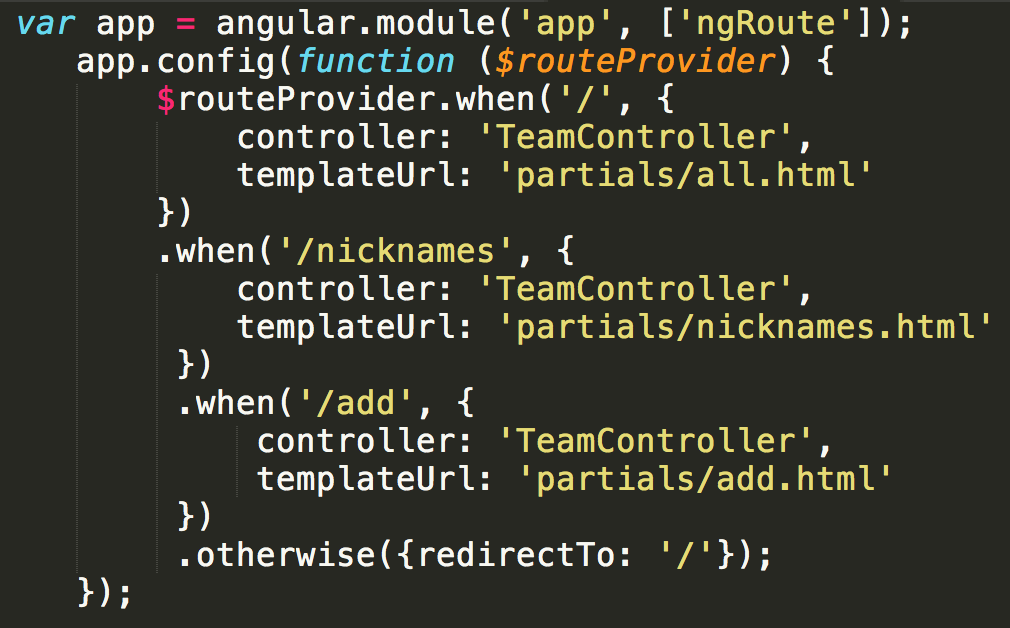 var app = angular.module('app', ['ngRoute']);
    app.config(function ($routeProvider) {
        $routeProvider.when('/', {
            controller: 'TeamController',
            templateUrl: 'partials/all.html'
        })
        .when('/nicknames', {
            controller: 'TeamController',
            templateUrl: 'partials/nicknames.html'
         })
         .when('/add', {
             controller: 'TeamController',
             templateUrl: 'partials/add.html'
         })
         .otherwise({redirectTo: '/'});
    });